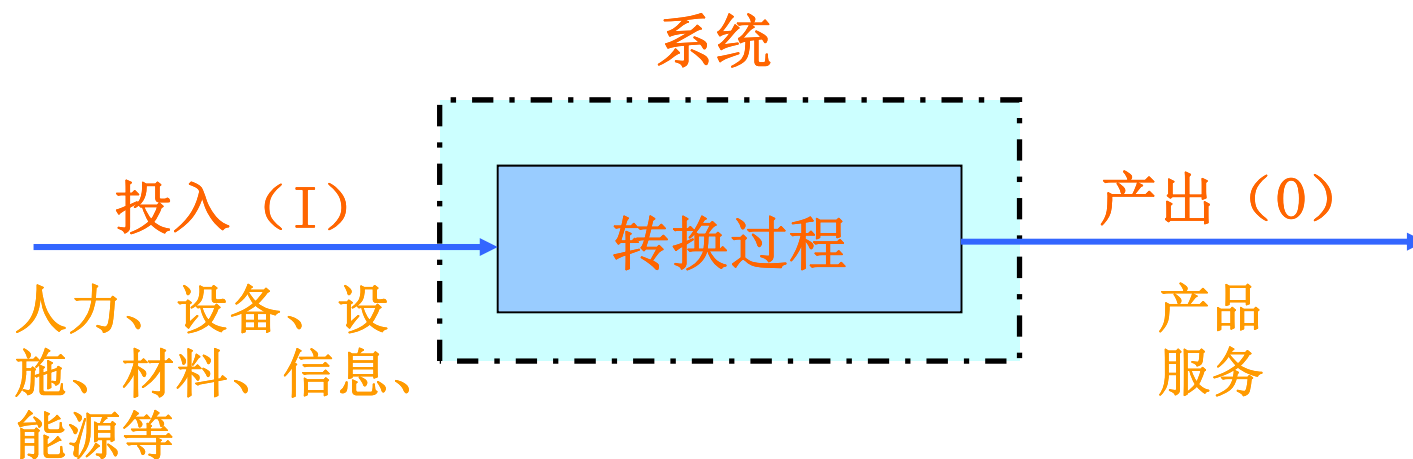 系统
投入（I）
转换过程
产出（O）
人力、设备、设
施、材料、信息、
能源等
产品
服务